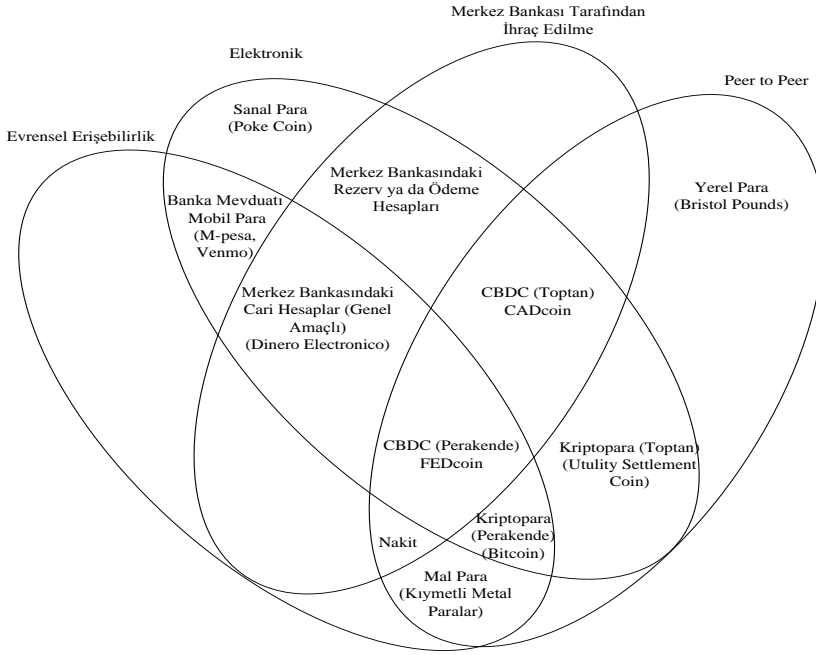 Merkez Bankası Tarafından
İhraç Edilme
Elektronik
Peer to Peer
Evrensel Erişebilirlik
Sanal Para
(Poke Coin)
Merkez Bankasındaki
Rezerv ya da Ödeme
Hesapları
Yerel Para
(Bristol Pounds)
Banka Mevduatı
Mobil Para
(M-pesa,
Venmo)
Merkez Bankasındaki
Cari Hesaplar (Genel
Amaçlı)
(Dinero Electronico)
CBDC (Toptan)
CADcoin
CBDC (Perakende)
FEDcoin
Kriptopara (Toptan)
(Utulity Settlement
Coin)
Nakit
Kriptopara
(Perakende)
(Bitcoin)
Mal Para
(Kıymetli Metal
Paralar)